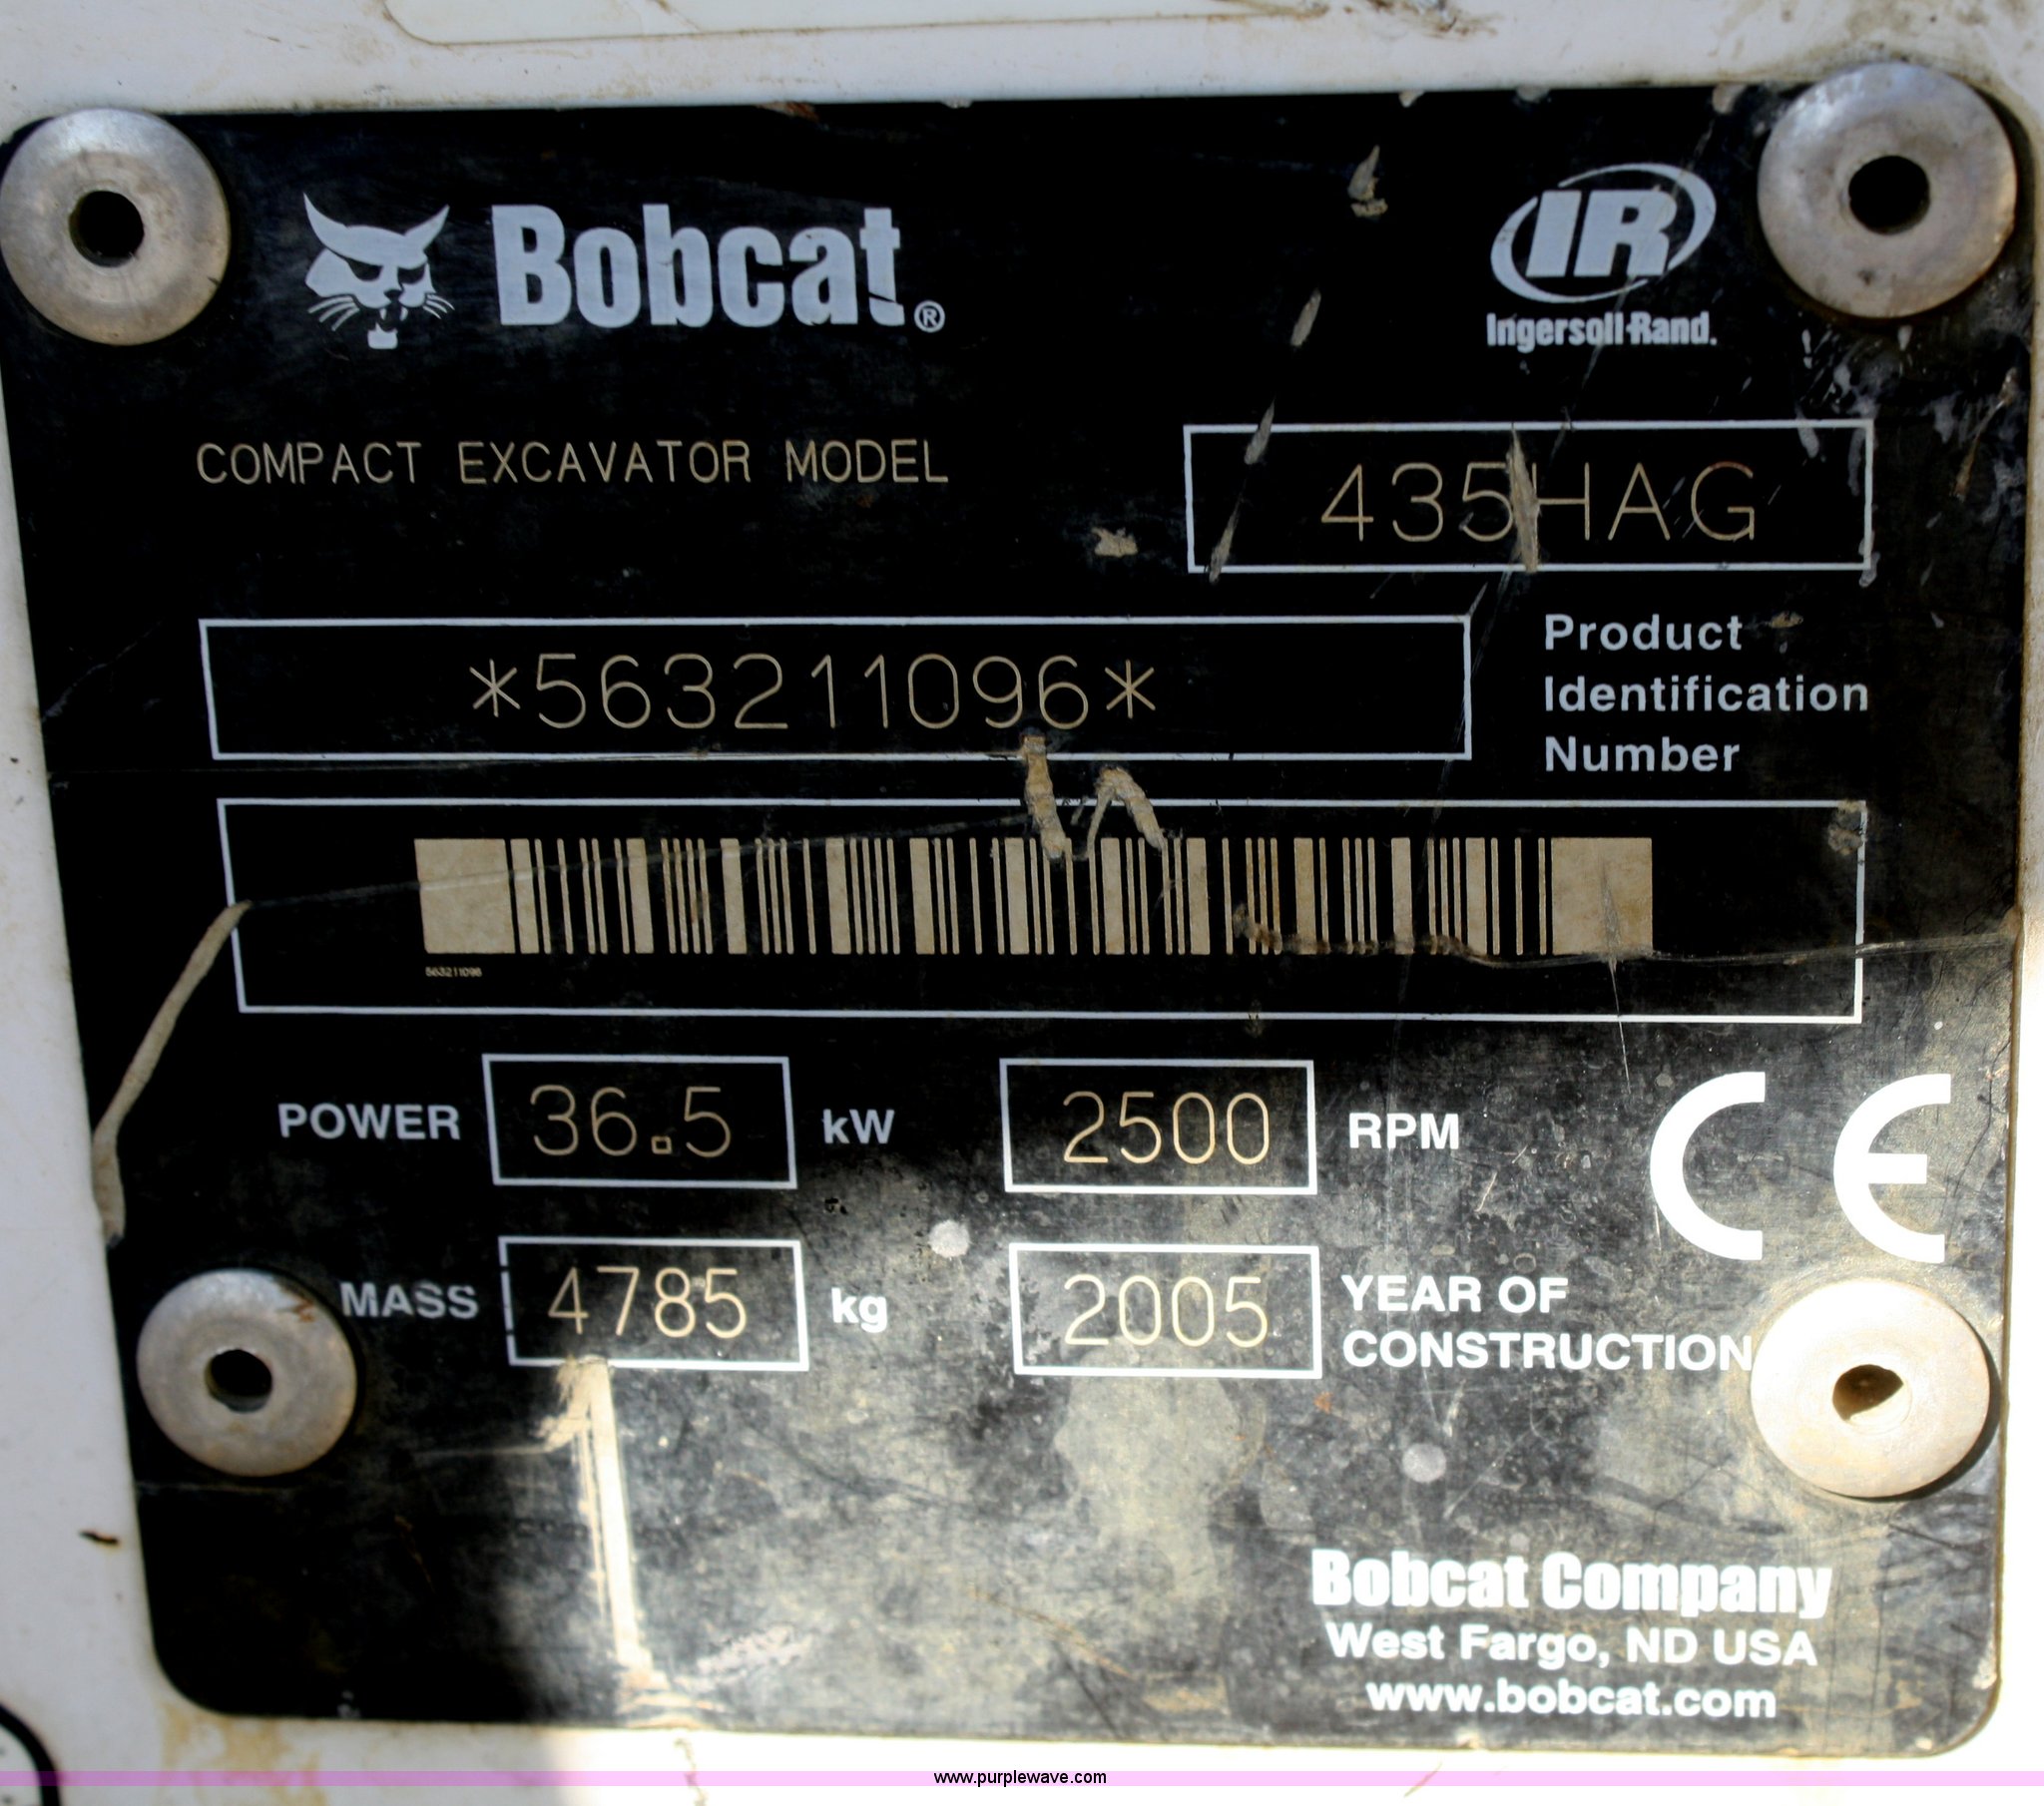 Bobcat®
IR
Ingersoll-Rand.
COMPACT EXCAVATOR MODEL
435HAG
*563211096*
Product
Identification
Number
563211096
POWER 36.5 kW 2500 RPM
CE
MASS 4785 kg 2005 YEAR OF
CONSTRUCTION
Bobcat Company
West Fargo, ND USA
www.bobcat.com
www.purplewave.com